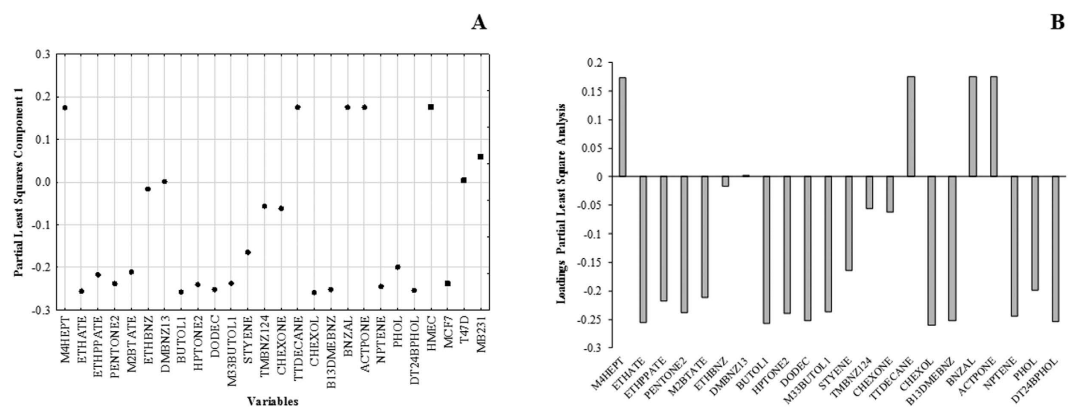 A
Partial Least Squares Component 1
0.3
0.2
0.1
0.0
-0.1
-0.2
-0.3
M4HEPT
ETHATE
ETHPPATE
PENTONE2
M2BTATE
ETHBNZ
DMBNZ13
BUTOL1
HPTONE2
DODEC
M33BUTOL1
STYENE
TMBNZ124
CHEXONE
TTDECANE
CHEXOL
B13DMEBNZ
BNZAL
ACTPONE
NPTENE
PHOL
DT24BPHOL
HMEC
MCF7
T47D
MB231
Variables
B
Loadings Partial Least Square Analysis
0.2
0.15
0.1
0.05
0
-0.05
-0.1
-0.15
-0.2
-0.25
-0.3
M4HEPT
ETHATE
ETHPPATE
PENTONE2
M2BTATE
ETHBNZ
DMBNZ13
BUTOL1
HPTONE2
DODEC
M33BUTOL1
STYENE
TMBNZ124
CHEXONE
TTDECANE
CHEXOL
B13DMEBNZ
BNZAL
ACTPONE
NPTENE
PHOL
DT24BPHOL